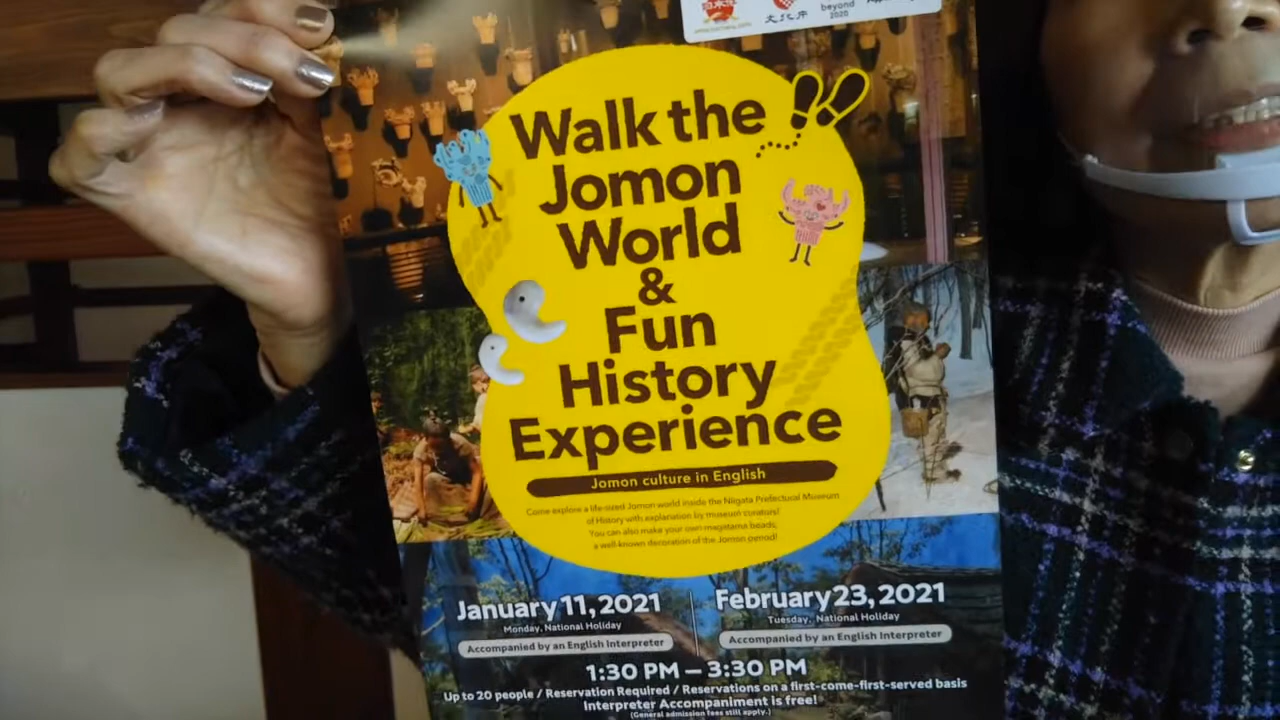 文化庁
beyond
2020
Walk the
Jomon
World
&
Fun
History
Experience
Jomon culture in English
Come explore a life-sized Jomon world inside the Niigata Prefectural Museum
of History with explanation by museum curators!
You can also make your own magatama beads,
a well-known decoration of the Jomon period!
January 11, 2021
Monday, National Holiday
Accompanied by an English Interpreter
February 23, 2021
Tuesday, National Holiday
Accompanied by an English Interpreter
1:30 PM – 3:30 PM
Up to 20 people / Reservation Required / Reservations on a first-come-first-served basis
Interpreter Accompaniment is free!
(General admission fees still apply.)